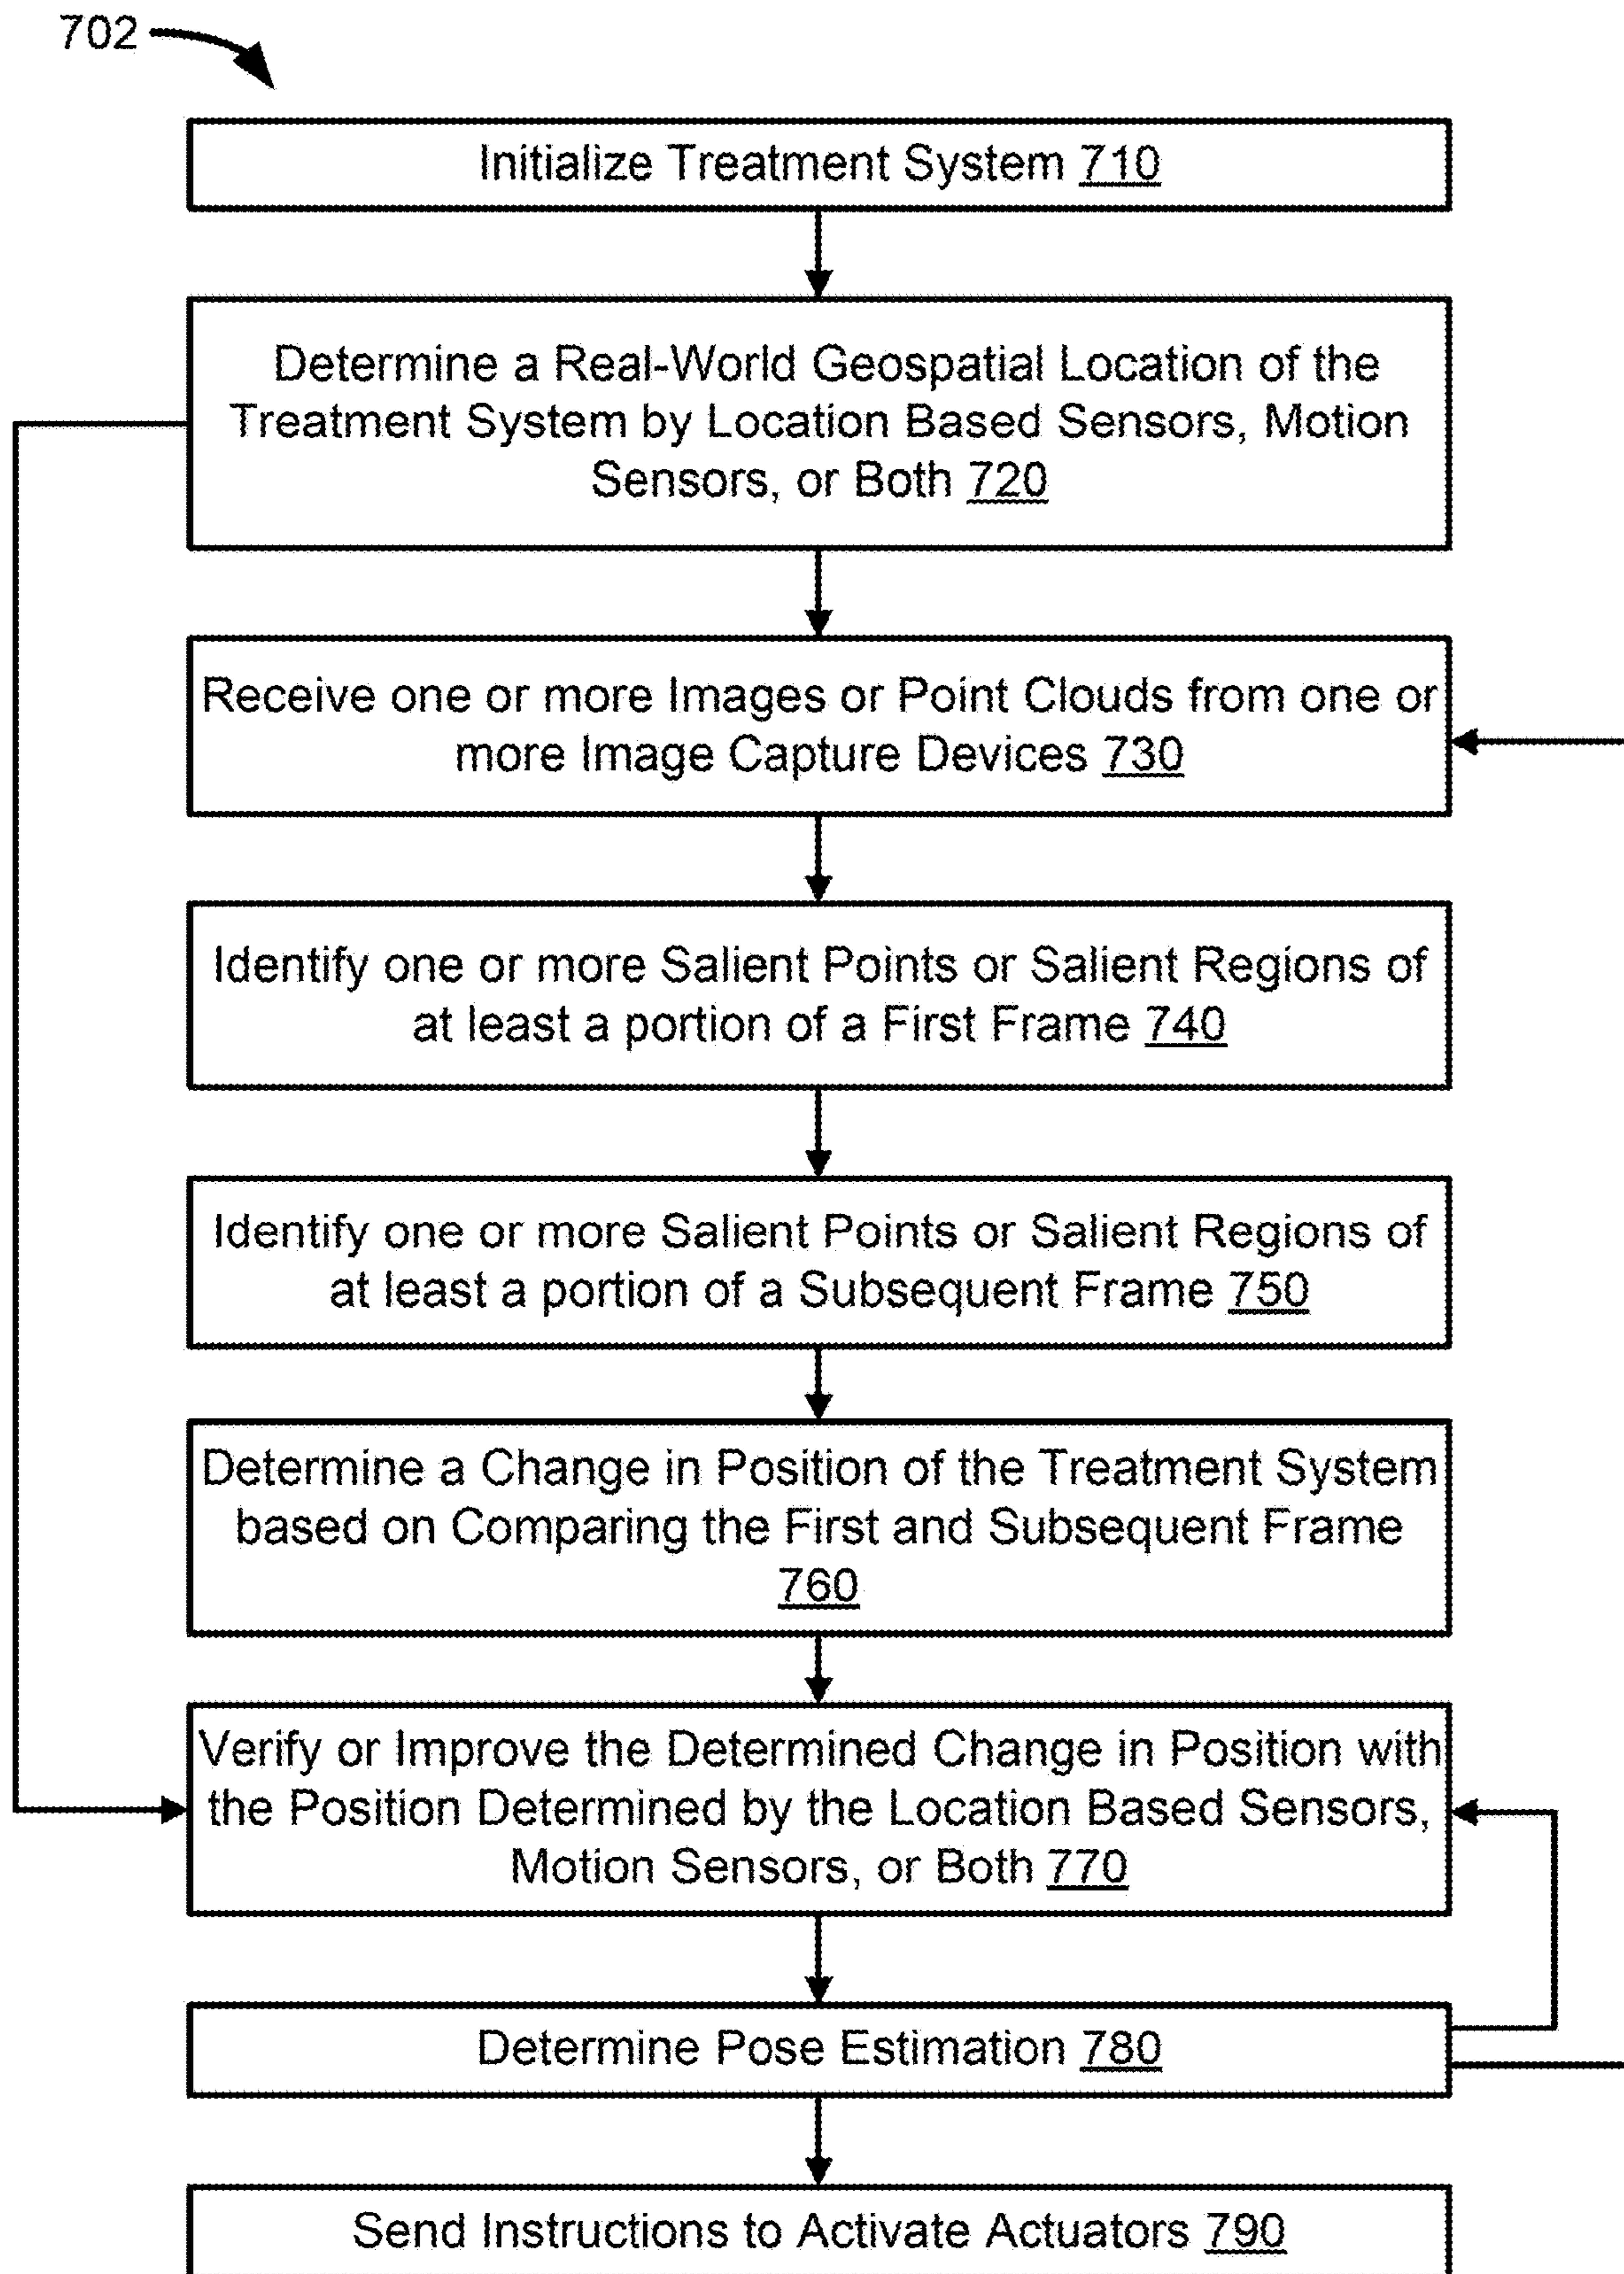 702
Initialize Treatment System 710
Determine a Real-World Geospatial Location of the
Treatment System by Location Based Sensors, Motion
Sensors, or Both 720
Receive one or more Images or Point Clouds from one or
more Image Capture Devices 730
Identify one or more Salient Points or Salient Regions of
at least a portion of a First Frame 740
Identify one or more Salient Points or Salient Regions of
at least a portion of a Subsequent Frame 750
Determine a Change in Position of the Treatment System
based on Comparing the First and Subsequent Frame
760
Verify or Improve the Determined Change in Position with
the Position Determined by the Location Based Sensors,
Motion Sensors, or Both 770
Determine Pose Estimation 780
Send Instructions to Activate Actuators 790